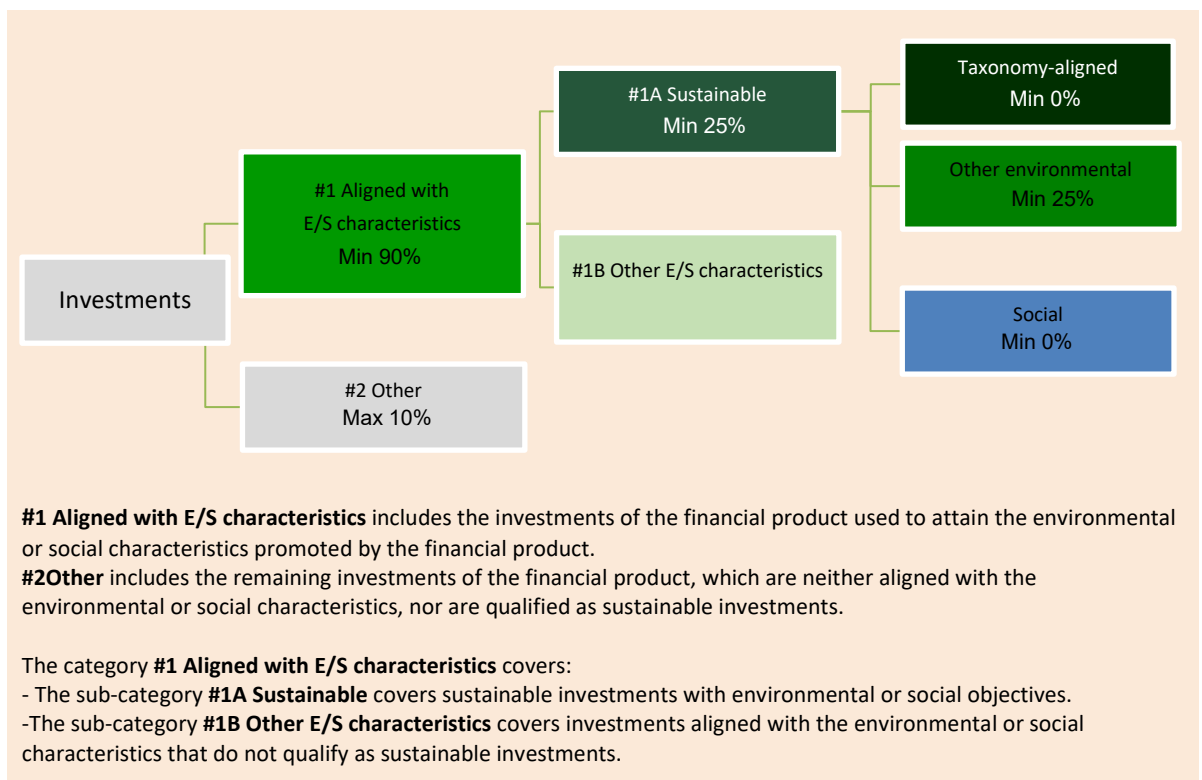 Investments
#1 Aligned with
E/S characteristics
Min 90%
#2 Other
Max 10%
#1A Sustainable
Min 25%
#1B Other E/S characteristics
Taxonomy-aligned
Min 0%
Other environmental
Min 25%
Social
Min 0%
#1 Aligned with E/S characteristics includes the investments of the financial product used to attain the environmental
or social characteristics promoted by the financial product.
#2Other includes the remaining investments of the financial product, which are neither aligned with the
environmental or social characteristics, nor are qualified as sustainable investments.
The category #1 Aligned with E/S characteristics covers:
- The sub-category #1A Sustainable covers sustainable investments with environmental or social objectives.
-The sub-category #1B Other E/S characteristics covers investments aligned with the environmental or social
characteristics that do not qualify as sustainable investments.